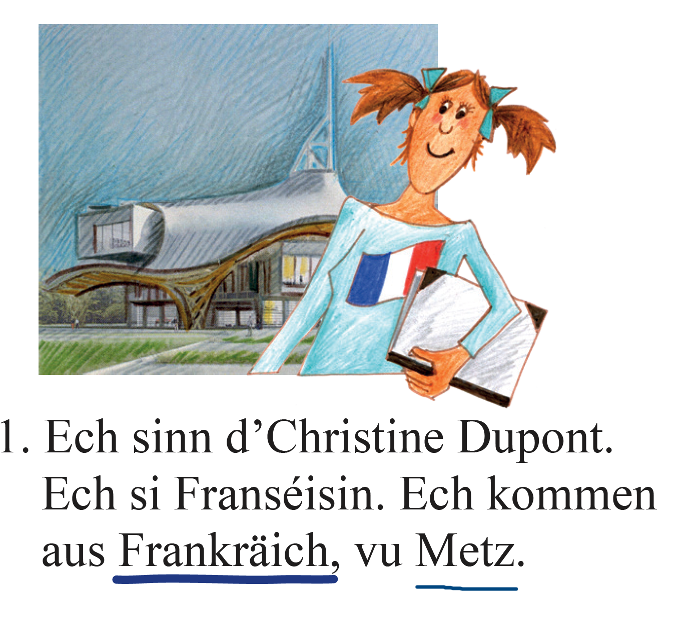 1. Ech sinn d’Christine Dupont.
Ech si Franséisin. Ech kommen
aus Frankräich, vu Metz.